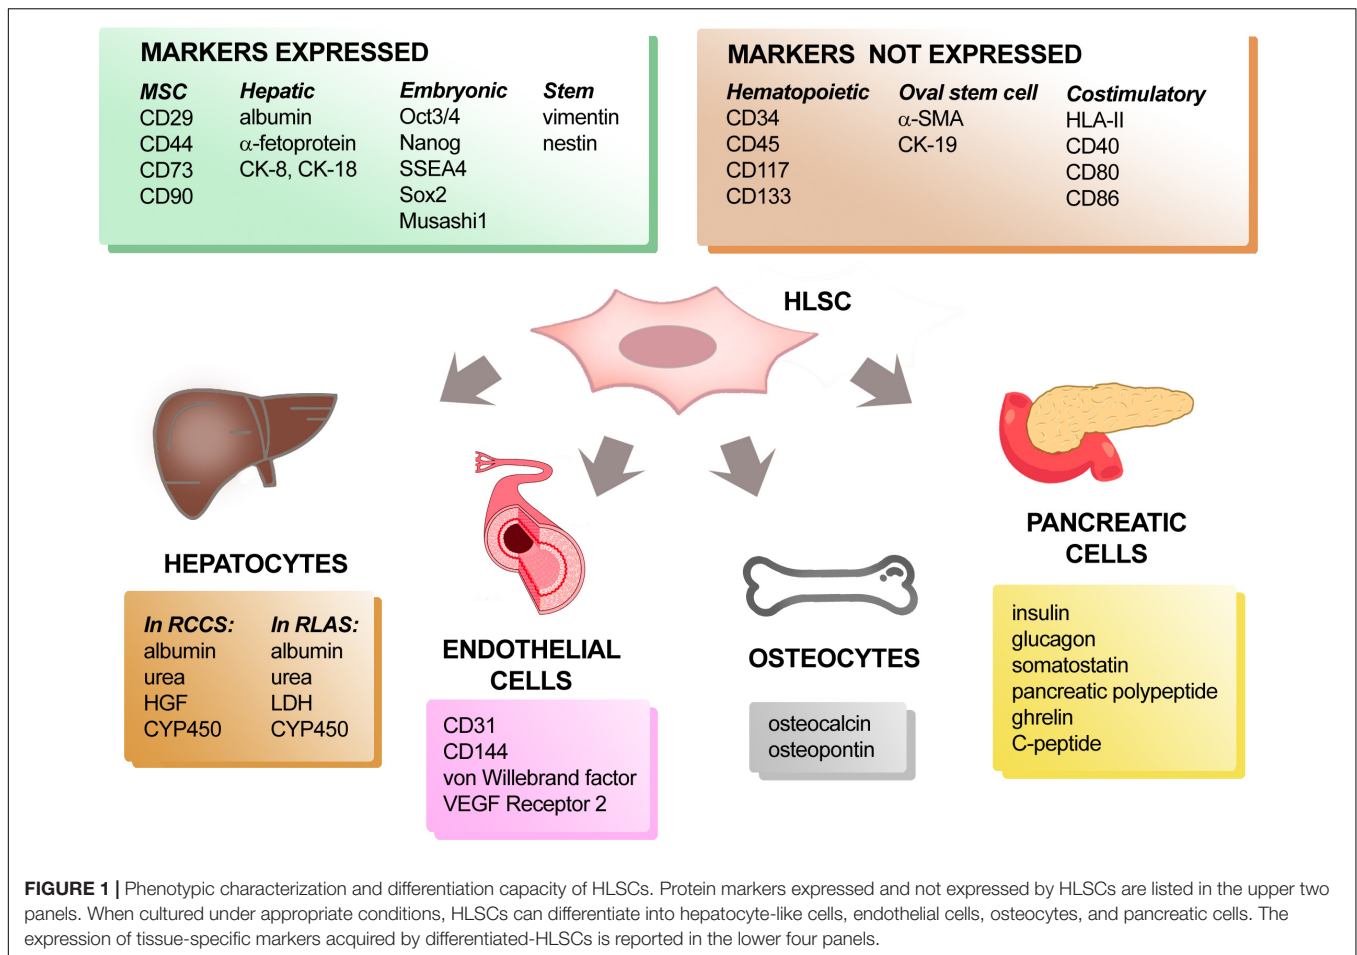 MARKERS EXPRESSED
MSC
CD29
CD44
CD73
CD90
Hepatic
albumin
α-fetoprotein
CK-8, CK-18
Embryonic
Oct3/4
Nanog
SSEA4
Sox2
Musashi1
Stem
vimentin
nestin
MARKERS NOT EXPRESSED
Hematopoietic
CD34
CD45
CD117
CD133
Oval stem cell
α-SMA
CK-19
Costimulatory
HLA-II
CD40
CD80
CD86
HLSC
HEPATOCYTES
In RCCS:
albumin
urea
HGF
CYP450
In RLAS:
albumin
urea
LDH
CYP450
ENDOTHELIAL
CELLS
CD31
CD144
von Willebrand factor
VEGF Receptor 2
OSTEOCYTES
osteocalcin
osteopontin
PANCREATIC
CELLS
insulin
glucagon
somatostatin
pancreatic polypeptide
ghrelin
C-peptide
FIGURE 1 | Phenotypic characterization and differentiation capacity of HLSCs. Protein markers expressed and not expressed by HLSCs are listed in the upper two
panels. When cultured under appropriate conditions, HLSCs can differentiate into hepatocyte-like cells, endothelial cells, osteocytes, and pancreatic cells. The
expression of tissue-specific markers acquired by differentiated-HLSCs is reported in the lower four panels.